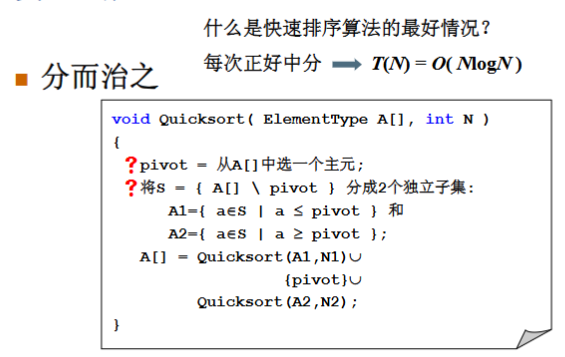 什么是快速排序算法的最好情况？
每次正好中分 ➡ T(N) = O( NlogN )
■ 分而治之
void Quicksort( ElementType A[], int N )
{
?pivot = 从A[]中选一个主元;
?将S = { A[] \ pivot } 分成2个独立子集:
A1={ a∈S | a ≤ pivot } 和
A2={ a∈S | a ≥ pivot };
A[] = Quicksort(A1,N1)∪
{pivot}∪
Quicksort(A2,N2);
}